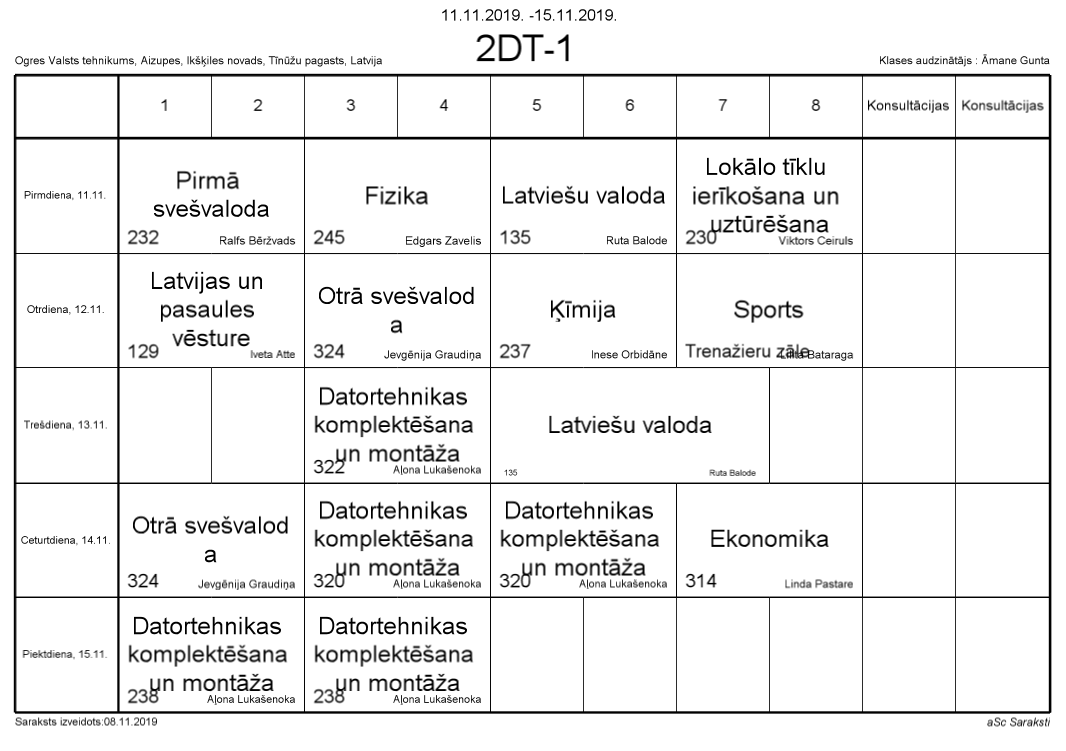 11.11.2019. -15.11.2019.
2DT-1
Ogres Valsts tehnikums, Aizupes, Ikšķiles novads, Tīnūžu pagasts, Latvija
Klases audzinātājs : Āmane Gunta
1 2 3 4 5 6 7 8 Konsultācijas Konsultācijas
Pirmdiena, 11.11.
Pirmā
svešvaloda
232 Ralfs Bēržvads
Fizika
245 Edgars Zavelis
Latviešu valoda
135 Ruta Balode
Lokālo tīklu
ierīkošana un
uztūrēšana
230 Viktors Ceiruls
Otrdiena, 12.11.
Latvijas un
pasaules
vēsture
129 Iveta Atte
Otrā svešvalod
a
324 Jevgēnija Graudiņa
Ķīmija
237 Inese Orbidāne
Sports
Trenažieru zāle Lilita Bataraga
Trešdiena, 13.11.
Datortehnikas
komplektēšana
un montāža
322 Aļona Lukašenoka
Latviešu valoda
135 Ruta Balode
Ceturtdiena, 14.11.
Otrā svešvalod
a
324 Jevgēnija Graudiņa
Datortehnikas
komplektēšana
un montāža
320 Aļona Lukašenoka
Datortehnikas
komplektēšana
un montāža
320 Aļona Lukašenoka
Ekonomika
314 Linda Pastare
Piektdiena, 15.11.
Datortehnikas
komplektēšana
un montāža
238 Aļona Lukašenoka
Datortehnikas
komplektēšana
un montāža
238 Aļona Lukašenoka
Saraksts izveidots:08.11.2019
aSc Saraksti